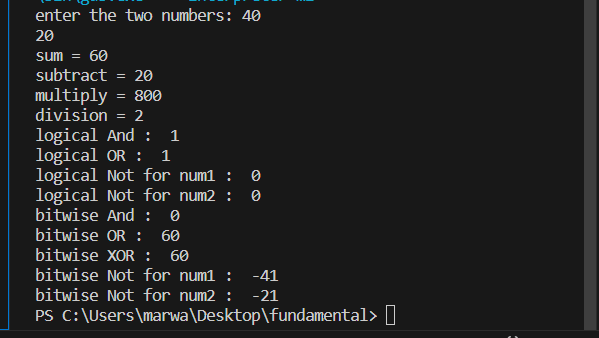 enter the two numbers: 40
20
sum = 60
subtract = 20
multiply = 800
division = 2
logical And :  1
logical OR :  1
logical Not for num1 :  0
logical Not for num2 :  0
bitwise And :  0
bitwise OR :  60
bitwise XOR :  60
bitwise Not for num1 :  -41
bitwise Not for num2 :  -21
PS C:\Users\marwa\Desktop\fundamental>